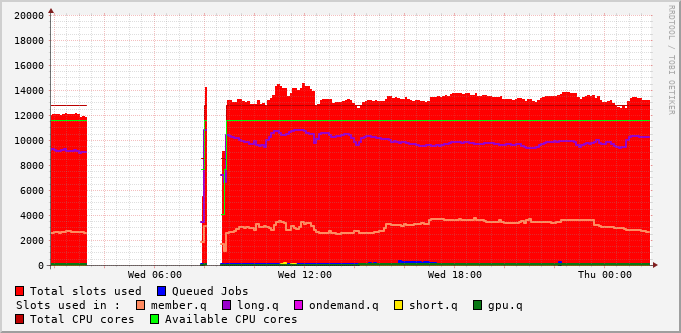 20000
18000
16000
14000
12000
10000
8000
6000
4000
2000
0
Wed 06:00 Wed 12:00 Wed 18:00 Thu 00:00
RRDTOOL / TOBI OETIKER
Total slots used Queued Jobs
Slots used in : member.q long.q ondemand.q short.q gpu.q
Total CPU cores Available CPU cores